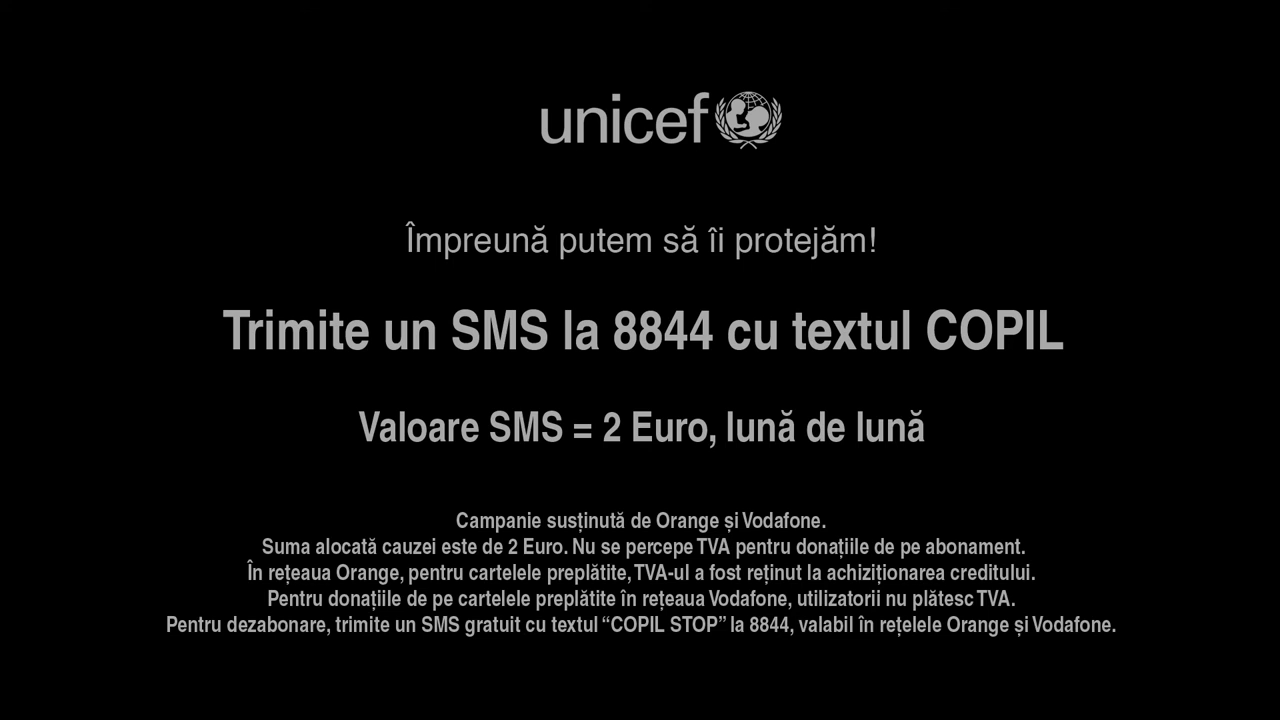 unicef
Împreună putem să îi protejăm!
Trimite un SMS la 8844 cu textul COPIL
Valoare SMS = 2 Euro, lună de lună
Campanie susținută de Orange și Vodafone.
Suma alocată cauzei este de 2 Euro. Nu se percepe TVA pentru donațiile de pe abonament.
În rețeaua Orange, pentru cartelele preplătite, TVA-ul a fost reținut la achiziționarea creditului.
Pentru donațiile de pe cartelele preplătite în rețeaua Vodafone, utilizatorii nu plătesc TVA.
Pentru dezabonare, trimite un SMS gratuit cu textul “COPIL STOP” la 8844, valabil în rețelele Orange și Vodafone.